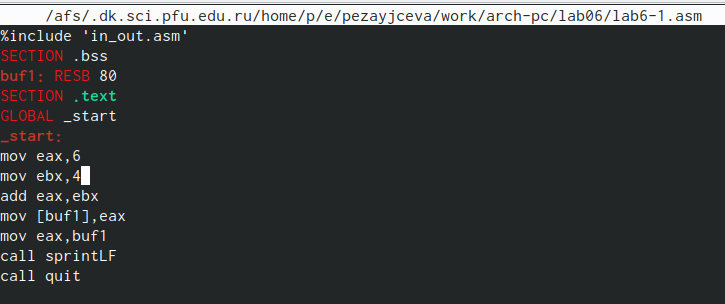 /afs/.dk.sci.pfu.edu.ru/home/p/e/pezayjceva/work/arch-pc/lab06/lab6-1.asm
%include 'in_out.asm'
SECTION .bss
buf1: RESB 80
SECTION .text
GLOBAL _start
_start:
mov eax,6
mov ebx,4
add eax,ebx
mov [buf1],eax
mov eax,buf1
call sprintLF
call quit